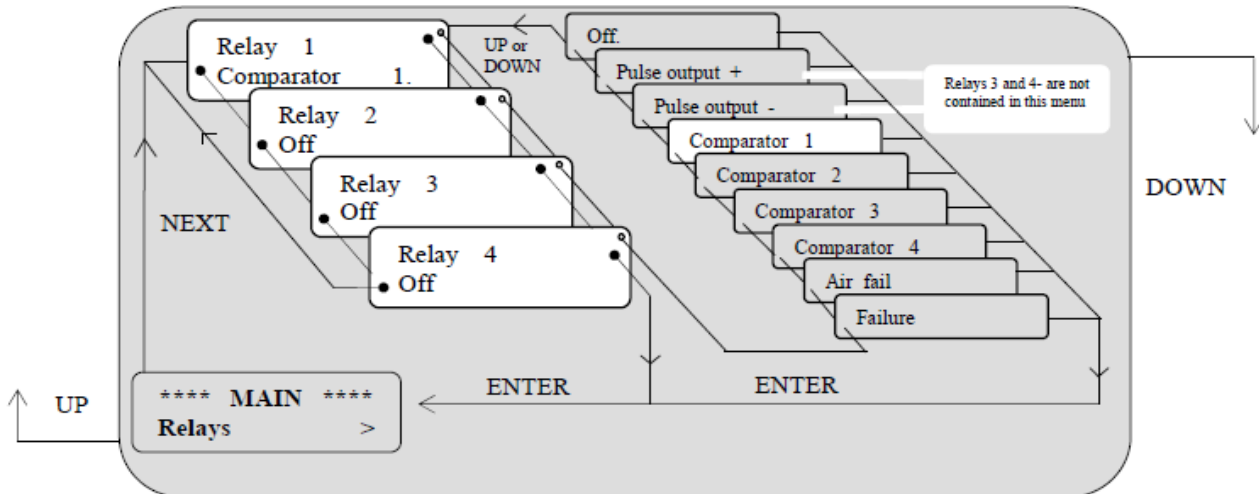 Relay 1
Comparator 1.
Relay 2
Off
Relay 3
Off
Relay 4
Off
NEXT
UP or
DOWN
Off.
Pulse output +
Pulse output -
Comparator 1
Comparator 2
Comparator 3
Comparator 4
Air fail
Failure
Relays 3 and 4- are not
contained in this menu
DOWN
UP
**** MAIN ****
Relays >
ENTER
ENTER